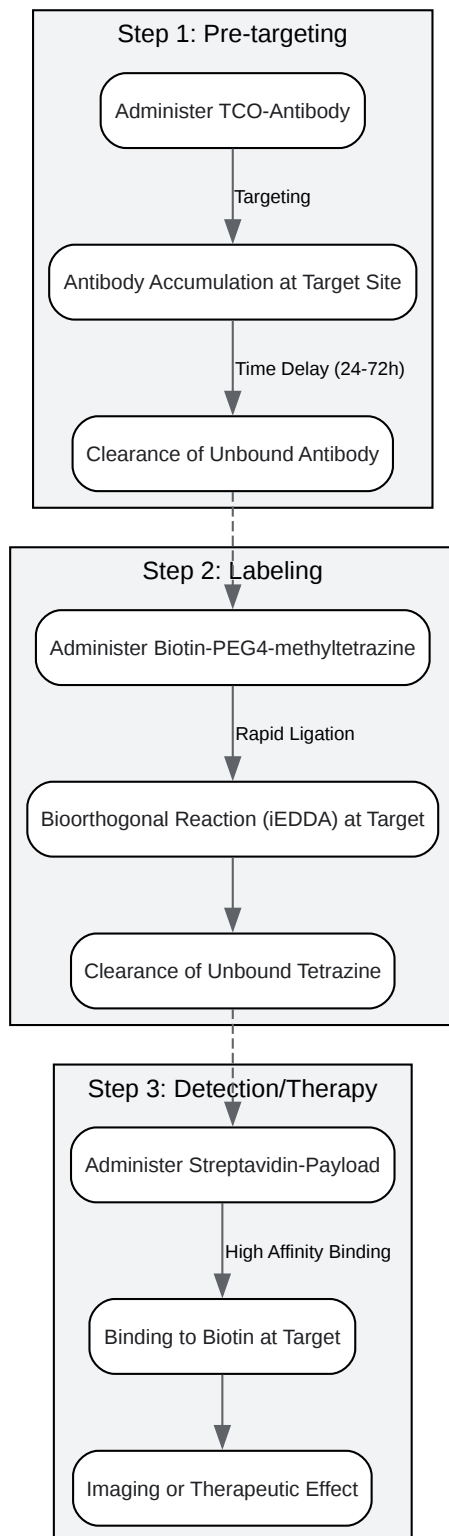 Step 1: Pre-targeting
Administer TCO-Antibody
Targeting
Antibody Accumulation at Target Site
Time Delay (24-72h)
Clearance of Unbound Antibody
Step 2: Labeling
Administer Biotin-PEG4-methyltetrazine
Rapid Ligation
Bioorthogonal Reaction (iEDDA) at Target
Clearance of Unbound Tetrazine
Step 3: Detection/Therapy
Administer Streptavidin-Payload
High Affinity Binding
Binding to Biotin at Target
Imaging or Therapeutic Effect